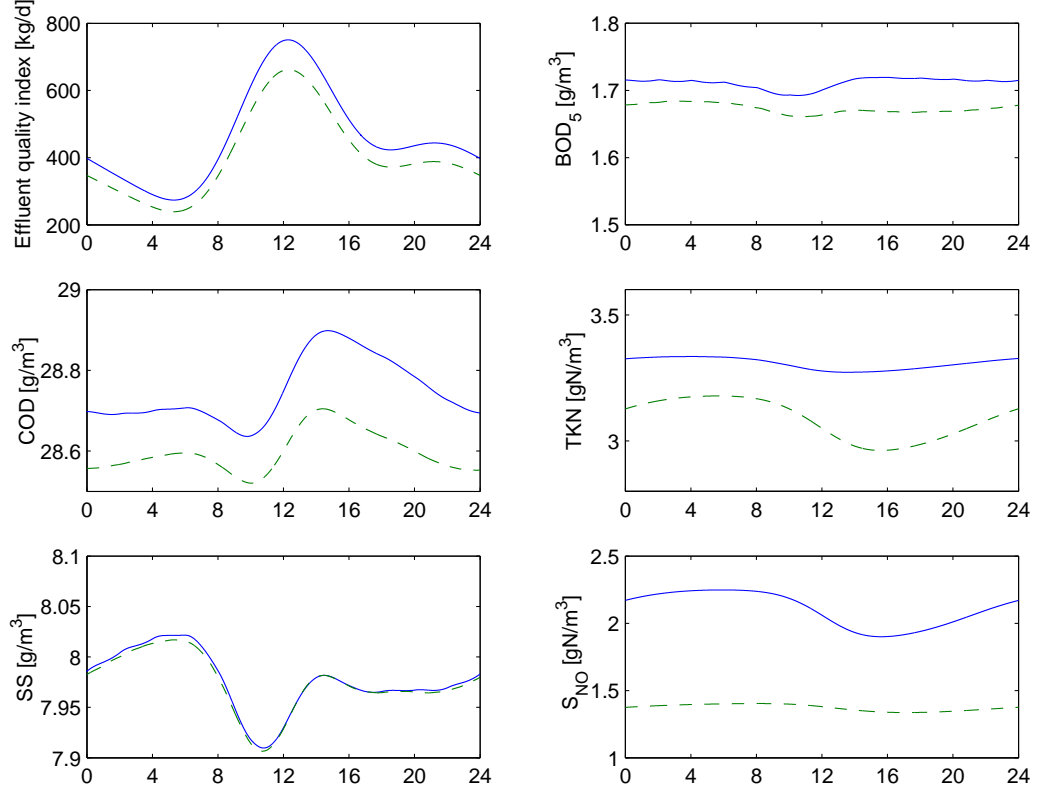 Effluent quality index [kg/d]
800
600
400
200
0 4 8 12 16 20 24
BOD5 [g/m3]
1.8
1.7
1.6
1.5
0 4 8 12 16 20 24
COD [g/m3]
29
28.8
28.6
0 4 8 12 16 20 24
TKN [gN/m3]
3.5
3
0 4 8 12 16 20 24
SS [g/m3]
8.1
8.05
8
7.95
7.9
0 4 8 12 16 20 24
SNO [gN/m3]
2.5
2
1.5
1
0 4 8 12 16 20 24